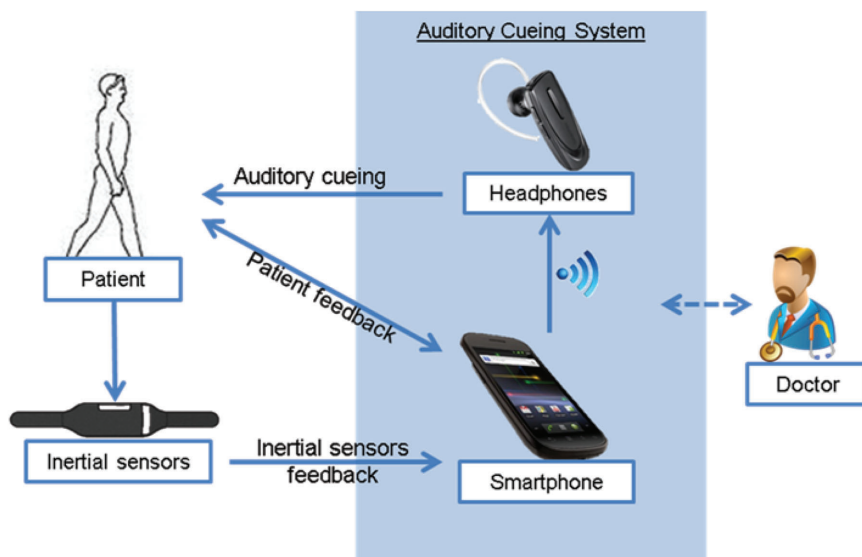 Auditory Cueing System
Auditory cueing
Headphones
Patient
Patient feedback
Doctor
Inertial sensors
Inertial sensors
feedback
Smartphone